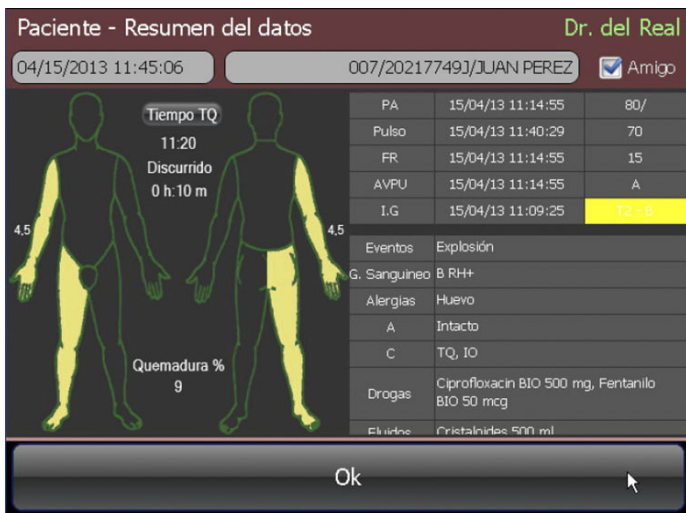 Paciente - Resumen del datos
Dr. del Real
04/15/2013 11:45:06
007/20217749J/JUAN PEREZ
Amigo
Tiempo TQ
11:20
Discurrido
0 h:10 m
4,5
4,5
Quemadura %
9
PA 15/04/13 11:14:55 80/
Pulso 15/04/13 11:40:29 70
FR 15/04/13 11:14:55 15
AVPU 15/04/13 11:14:55 A
I.G 15/04/13 11:09:25 T2 - B
Eventos Explosión
G. Sanguineo B RH+
Alergias Huevo
A Intacto
C TQ, IO
Drogas Ciprofloxacin BIO 500 mg, Fentanilo
BIO 50 mcg
Fluidos Cristaloides 500 ml
Ok